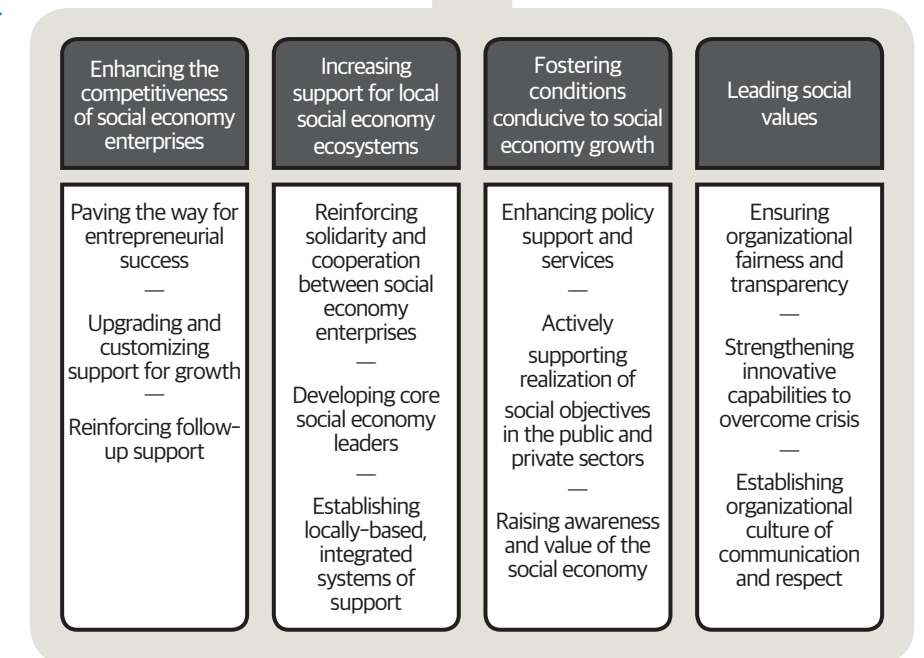 Enhancing the
competitiveness
of social economy
enterprises
Paving the way for
entrepreneurial
success
—
Upgrading and
customizing
support for growth
—
Reinforcing follow-
up support
Increasing
support for local
social economy
ecosystems
Reinforcing
solidarity and
cooperation
between social
economy
enterprises
—
Developing core
social economy
leaders
—
Establishing
locally-based,
integrated
systems of
support
Fostering
conditions
conducive to social
economy growth
Enhancing policy
support and
services
—
Actively
supporting
realization of
social objectives
in the public and
private sectors
—
Raising awareness
and value of the
social economy
Leading social
values
Ensuring
organizational
fairness and
transparency
—
Strengthening
innovative
capabilities to
overcome crisis
—
Establishing
organizational
culture of
communication
and respect